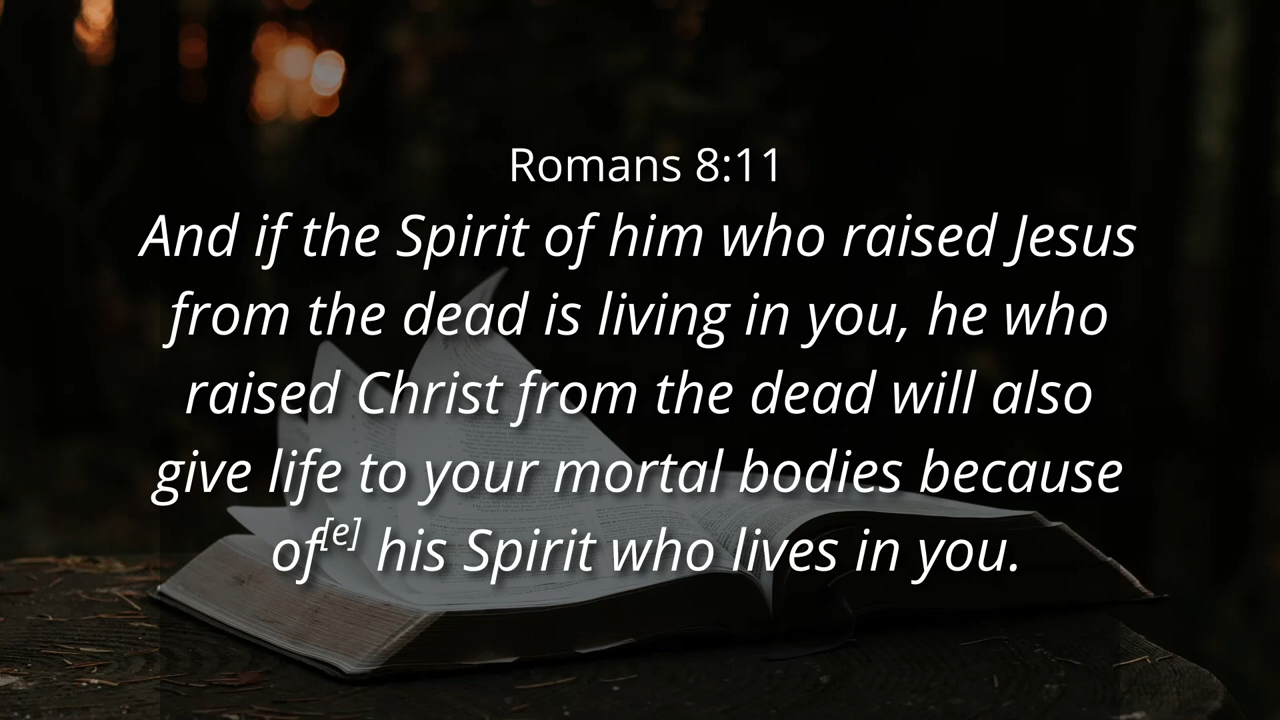 Romans 8:11
And if the Spirit of him who raised Jesus
from the dead is living in you, he who
raised Christ from the dead will also
give life to your mortal bodies because
of[e] his Spirit who lives in you.